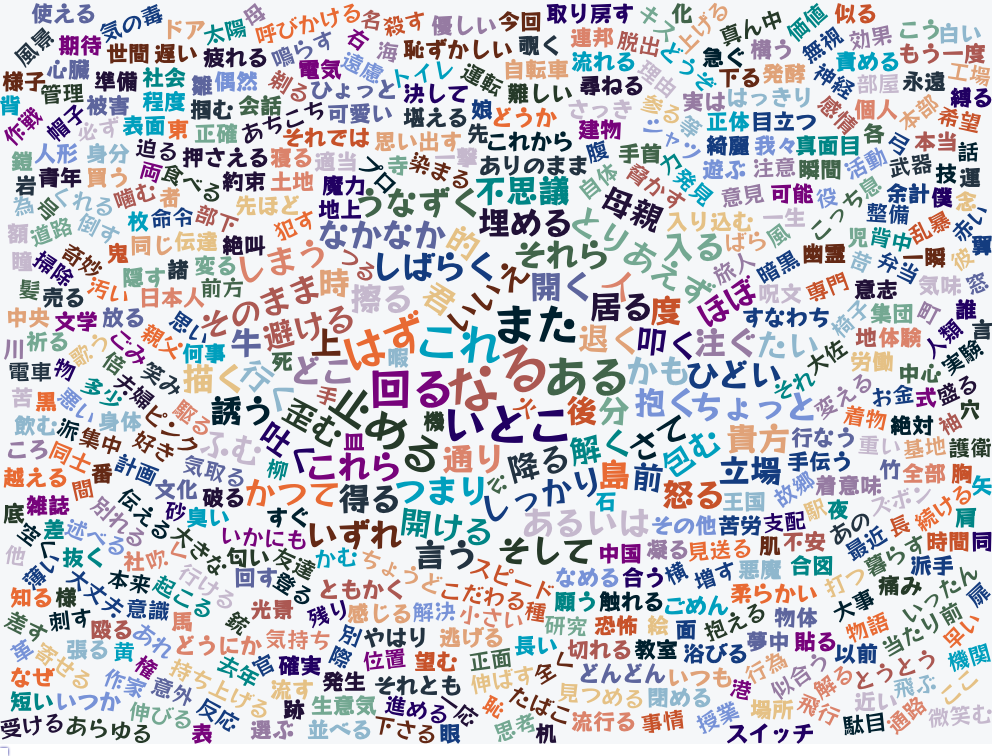 使える 気の毒 ドア 太陽 母 呼びかける 名 殺す 優しい 今回 取り戻す キス 化 上げる 真ん中 価値 似る
風景 期待 世間 遅い 疲れる 鳴らす 右 海 恥ずかしい 覗く 連邦 脱出 どうぞ 急ぐ 構う 無視 効果 こう 白い
様子 心臓 準備 社会 雛 偶然 剃る 電気 遠慮 トイレ 運転 自転車 流れる 理由 下る 発酵 神経 責める もう一度 工場
背 管理 被害 程度 掴む 会話 ひょっと 決して 難しい 尋ねる 参る 実は はっきり 感情 部屋 永遠 縛る
作戦 帽子 必ず 表面 東 正確 あちこち 可愛い 堪える 娘 どうか さっき シャツ 等 正体 目立つ 個人 本部 希望
鎧 人形 身分 迫る 押さえる それでは 思い出す 先 これから 建物 綺麗 我々 真面目 各 弓 本当 話
岩 青年 買う 両 食べる 寝る 適当 プロ 寺 染まる 一撃 ありのまま 腹 手首 力 発見 遊ぶ 注意 瞬間 活動 武器 技 運
為 くれる 号 噛む 者 約束 土地 魔力 うなずく 不思議 自体 脅かす 意見 可能 役 こっち 息 余計 僕 念
額 道路 倒す 枚 命令 部下 先ほど 地上 なかなか 的 埋める とりあえず 母親 入り込む 一生 整備 乱暴 赤い
瞳 掃除 奇妙 鬼 同じ 伝達 絶叫 犯す しまう つる しばらく いいえ それら 入る ばら 風 児 背中 一瞬 翼
髪 売る 汚い 隠す 諸 変る 前方 時 擦る 君 開く 人 居る 度 ほぼ 旅人 暗黒 幽霊 昔 弁当 彼 気味 窓
中央 文学 放る 日本人 思い そのまま 避ける 上 はず これ また 退く 叩く 注ぐ すなわち 呪文 専門 意志 椅子 集団 町 誰
川 祈る 歌う ごみ 親父 何事 牛 死 どこ 暇 なる ある たい 大佐 地 体験 人類 言
電車 物 倍 夫婦 笑み 描く 行く 手 回る いとこ かも ひどい それ 労働 中心 実験
苦 黒 多少 悪い 身体 ピンク 駆る 誘う 歪む 止める 機 た 後 分 抱く ちょっと 変える お金 式 盛る
飲む 派 集中 好き ふむ 吐く 皿 る 通り 降る 解く さて 包む 貴方 行なう 着物 絶対 袖 穴
ころ 同士 番 計画 気取る 柳 これら で しっかり 島 前 立場 手伝う 重い 基地 護衛
越える 間 文化 破る かつて 得る つまり 石 怒る 王国 故郷 着 意味 竹 全部 胸 矢
底 雑誌 別れる 伝える 砂 臭い すぐ いずれ 開ける あるいは その他 苦労 支配 駅 夜 ズボン 続ける 肩
空く 差 述べる 社 吹く 大きな いかにも 匂い 友達 かむ 言う そして 中国 凝る 見送る 肌 不安 あの 最近 長 時間 同
他 薄い 抜く 本来 行ける 回す 登る ちょうど スピード なめる 合う 横 増す 悪魔 合図 打つ 暮らす 派手
知る 様 大丈夫 意識 起こる ともかく こだわる 種 願う 触れる ごめん 柔らかい 大事 痛み いったん 扉
差す 刺す 殴る あれ 馬 銃 光景 残り 感じる 解決 小さい 研究 恐怖 絵 面 抱える 物体 物語 当たり前 早い
軍 寄せる 張る 黄 権 どうにか 気持ち 別 やはり 逃げる 長い 切れる 教室 浴びる 夢中 貼る 以前 機関
なぜ 作家 意外 持ち上げる 去年 宮 確実 際 位置 望む 正面 全く どんどん いつも 行為 似合う 解る とうとう ここ
短い いつか 伸びる 反応 流す 発生 それとも 伸ばす たばこ 見つめる 閉める 港 場所 飛行 近い 飛ぶ
受ける あらゆる 表 選ぶ 跡 生意気 並べる 進める 一応 下さる 眼 恥 思考 机 流行る 事情 授業 スイッチ 駄目 通路 微笑む